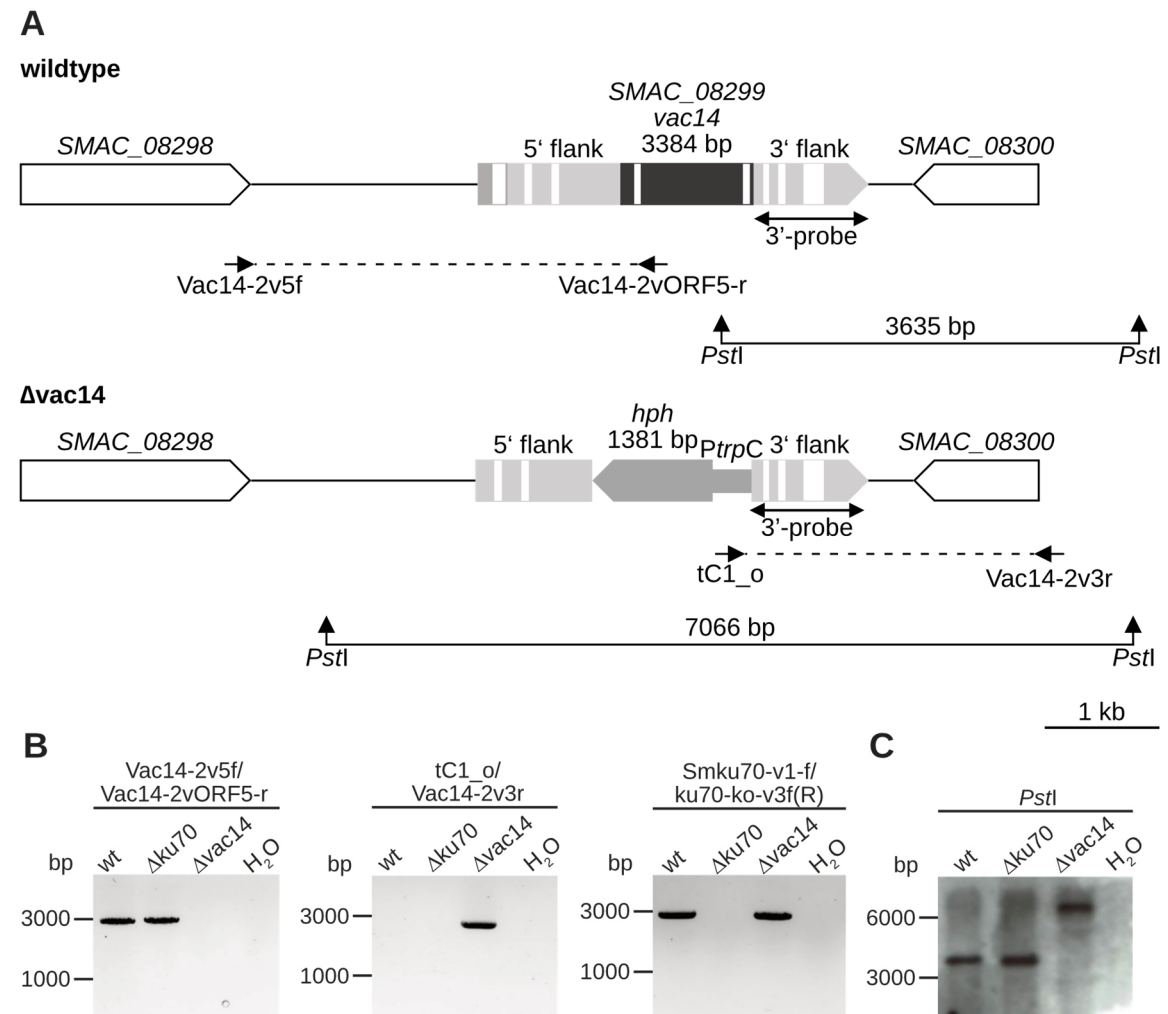 A
wildtype
SMAC_08299
vac14
SMAC_08298
5‘ flank
3384 bp
3‘ flank
SMAC_08300
3’-probe
Vac14-2v5f
Vac14-2vORF5-r
3635 bp
PstI
PstI
Δvac14
hph
SMAC_08298
5‘ flank
1381 bp
PtrpC
3‘ flank
SMAC_08300
3’-probe
tC1_o
Vac14-2v3r
7066 bp
PstI
PstI
1 kb
B
Vac14-2v5f/
Vac14-2vORF5-r
bp
wt
Δku70
Δvac14
H2O
3000
1000
tC1_o/
Vac14-2v3r
bp
wt
Δku70
Δvac14
H2O
3000
1000
Smku70-v1-f/
ku70-ko-v3f(R)
bp
wt
Δku70
Δvac14
H2O
3000
1000
C
PstI
bp
wt
Δku70
Δvac14
H2O
6000
3000